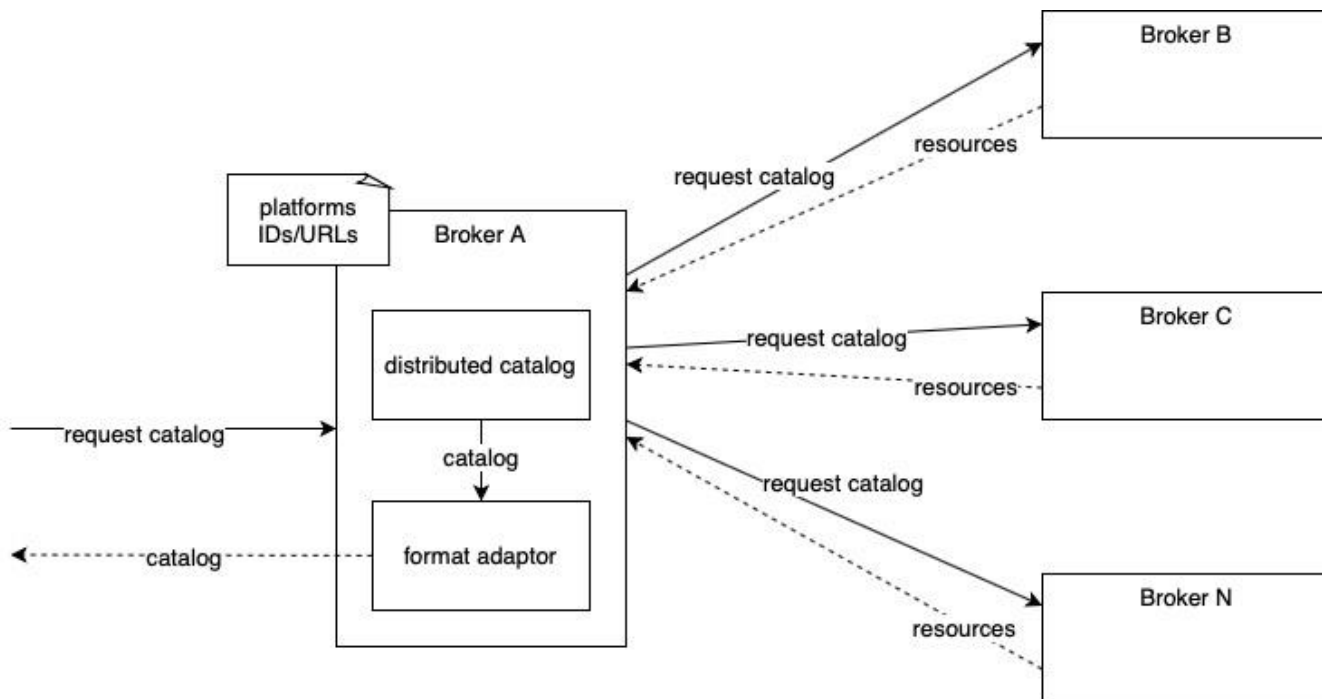 Broker B
resources
request catalog
platforms
IDs/URLs
Broker A
Broker C
request catalog
distributed catalog
resources
request catalog
catalog
request catalog
catalog
format adaptor
Broker N
resources